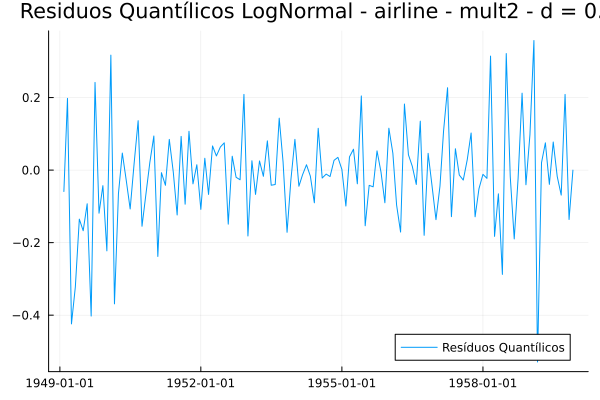 Residuos Quantílicos LogNormal - airline - mult2 - d = 0.
0.2
0.0
−0.2
−0.4
Resíduos Quantílicos
1949-01-01 1952-01-01 1955-01-01 1958-01-01